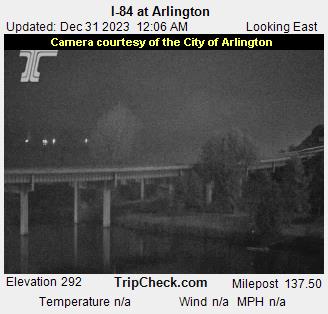 I-84 at Arlington
Updated: Dec 31 2023 12:06 AM Looking East
Camera courtesy of the City of Arlington
Elevation 292 TripCheck.com Milepost 137.50
Temperature n/a Wind n/a MPH n/a